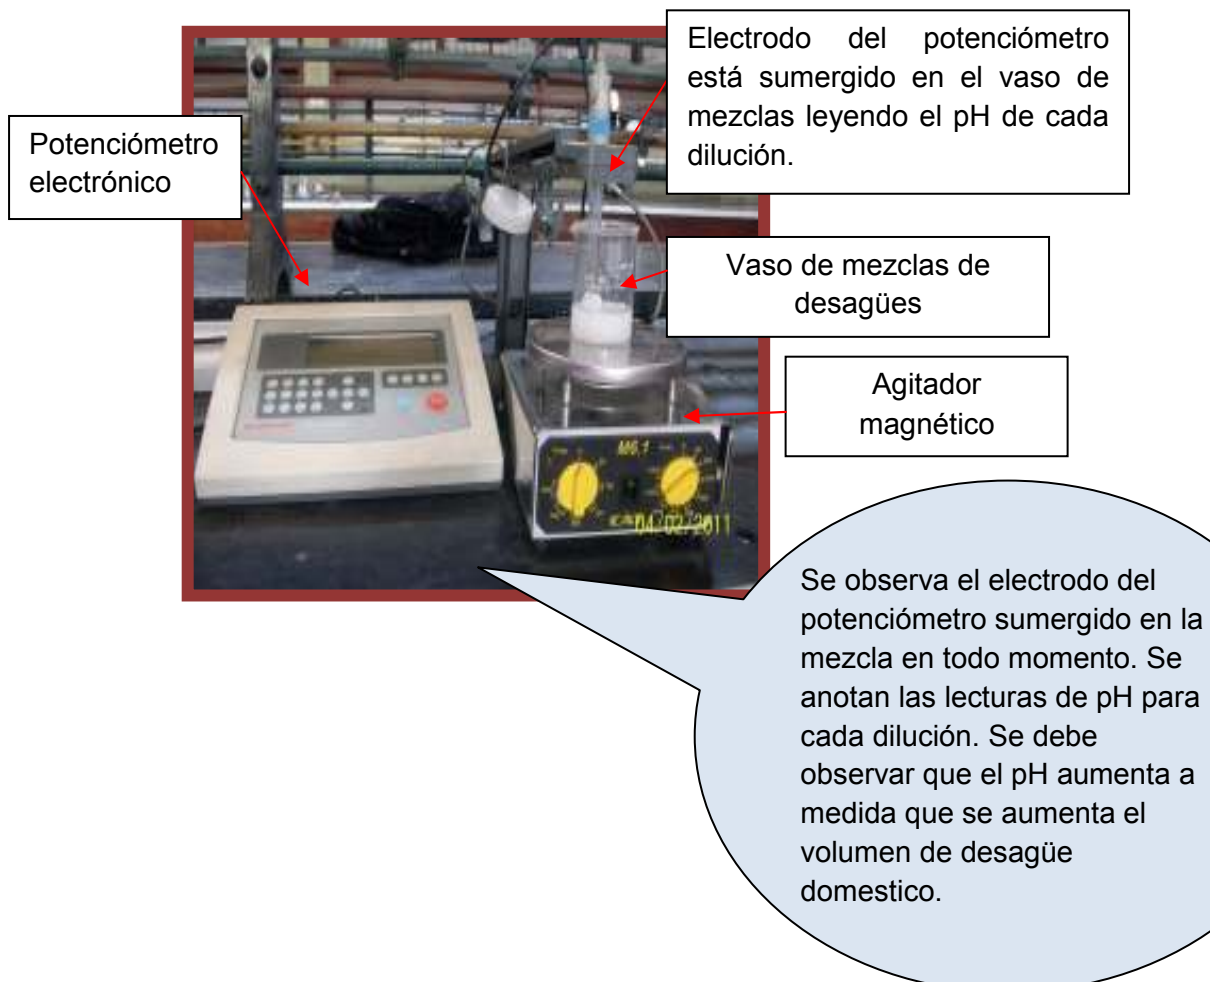 Electrodo del potenciómetro
está sumergido en el vaso de
mezclas leyendo el pH de cada
dilución.
Potenciómetro
electrónico
Vaso de mezclas de
desagües
Agitador
magnético
M6.1
04/02/2011
Se observa el electrodo del
potenciómetro sumergido en la
mezcla en todo momento. Se
anotan las lecturas de pH para
cada dilución. Se debe
observar que el pH aumenta a
medida que se aumenta el
volumen de desagüe
domestico.